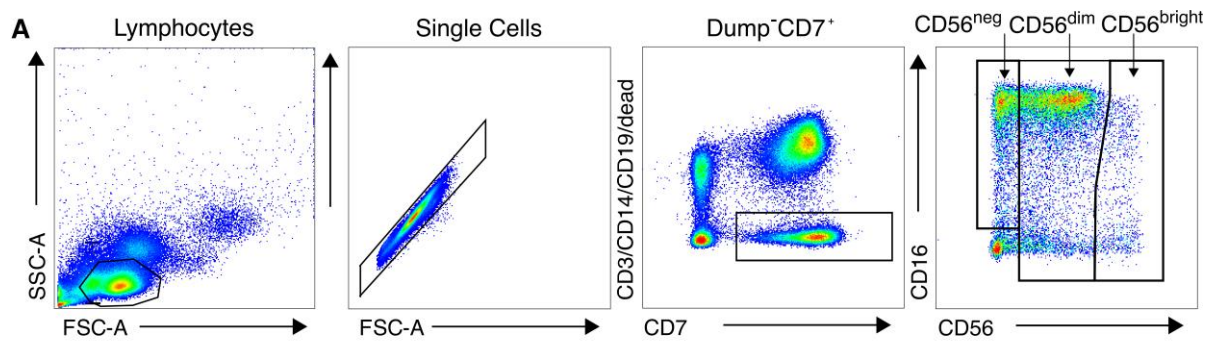 A
Lymphocytes
Single Cells
Dump⁻CD7⁺
CD56ⁿᵉᵍ CD56ᵈⁱᵐ CD56ᵇʳⁱᵍʰᵗ
SSC-A
FSC-A
FSC-A
CD3/CD14/CD19/dead
CD7
CD16
CD56